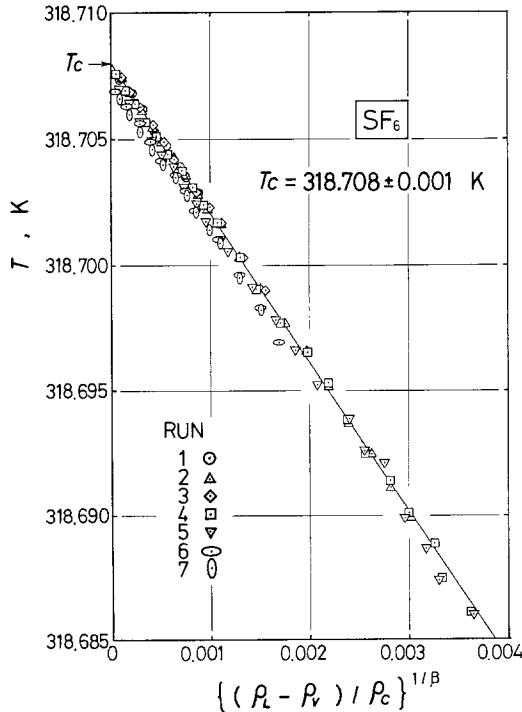 318.710
Tc
318.705
318.700
318.695
318.690
318.685
T , K
SF₆
Tc = 318.708 ± 0.001 K
RUN
1 ⊙
2 △
3 ◇
4 □
5 ▽
6
7
0 0.001 0.002 0.003 0.004
{(ρL - ρV) / ρC}^1/β